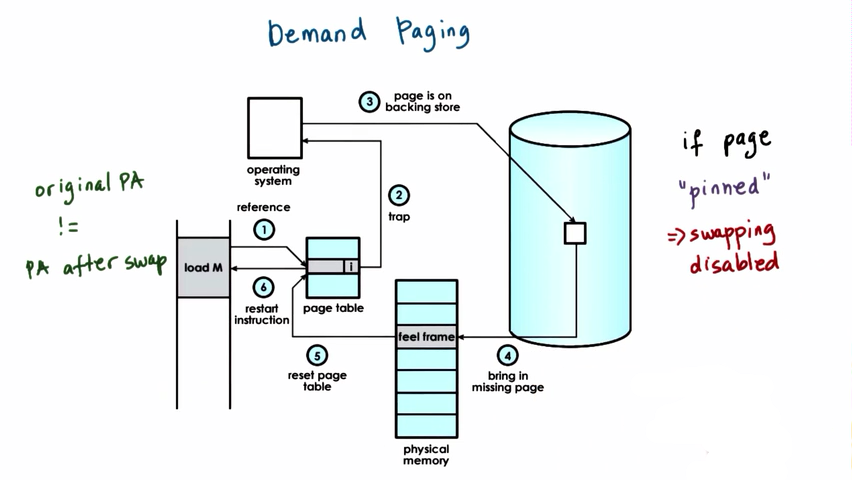 Demand Paging
3
page is on
backing store
operating
system
2
trap
original PA
!=
PA after swap
reference
1
load M
i
6
restart
instruction
page table
feel frame
5
reset page
table
4
bring in
missing page
physical
memory
if page
"pinned"
=> swapping
disabled